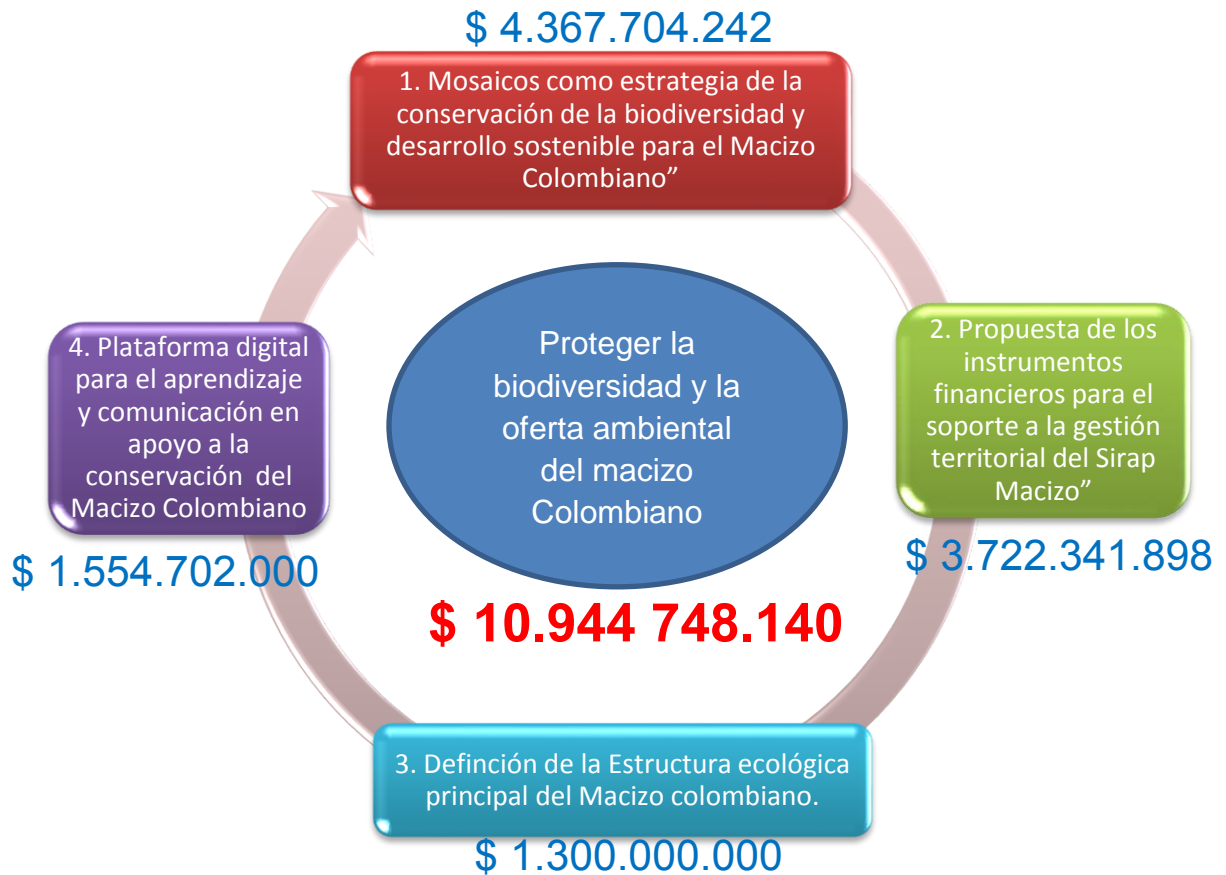 $ 4.367.704.242
1. Mosaicos como estrategia de la
conservación de la biodiversidad y
desarrollo sostenible para el Macizo
Colombiano”
2. Propuesta de los
instrumentos
financieros para el
soporte a la gestión
territorial del Sirap
Macizo”
$ 3.722.341.898
3. Definción de la Estructura ecológica
principal del Macizo colombiano.
$ 1.300.000.000
4. Plataforma digital
para el aprendizaje
y comunicación en
apoyo a la
conservación del
Macizo Colombiano
$ 1.554.702.000
Proteger la
biodiversidad y la
oferta ambiental
del macizo
Colombiano
$ 10.944 748.140